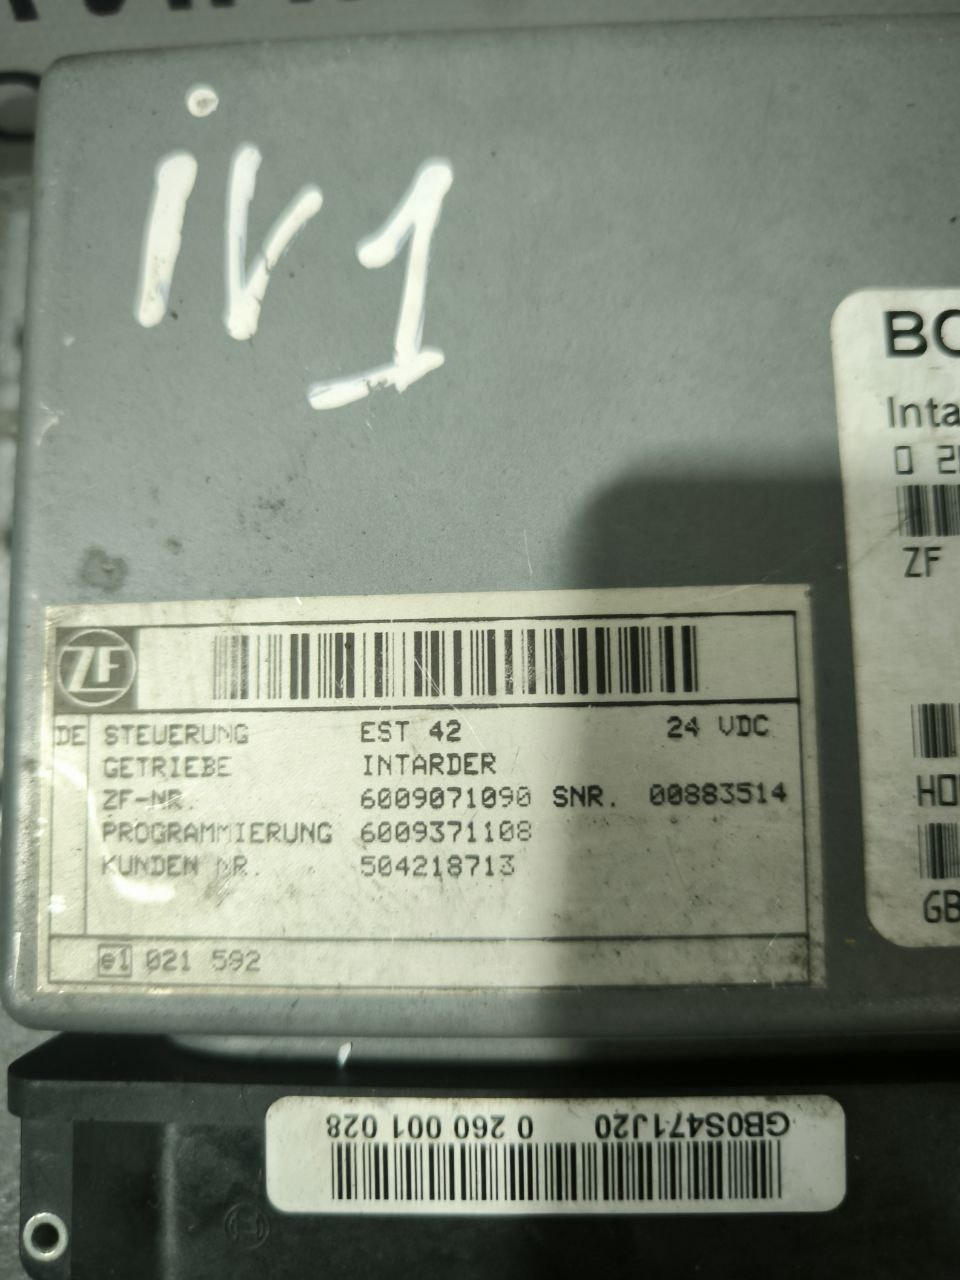 iv1
BO
Inta
ZF
ZF
DE STEUERUNG EST 42 24 VDC
GETRIEBE INTARDER
ZF-NR. 6009071090 SNR. 00883514
PROGRAMMIERUNG 6009371108
KUNDEN NR. 504218713
e1 021 592
GB
GB0S471J20 0 260 001 028